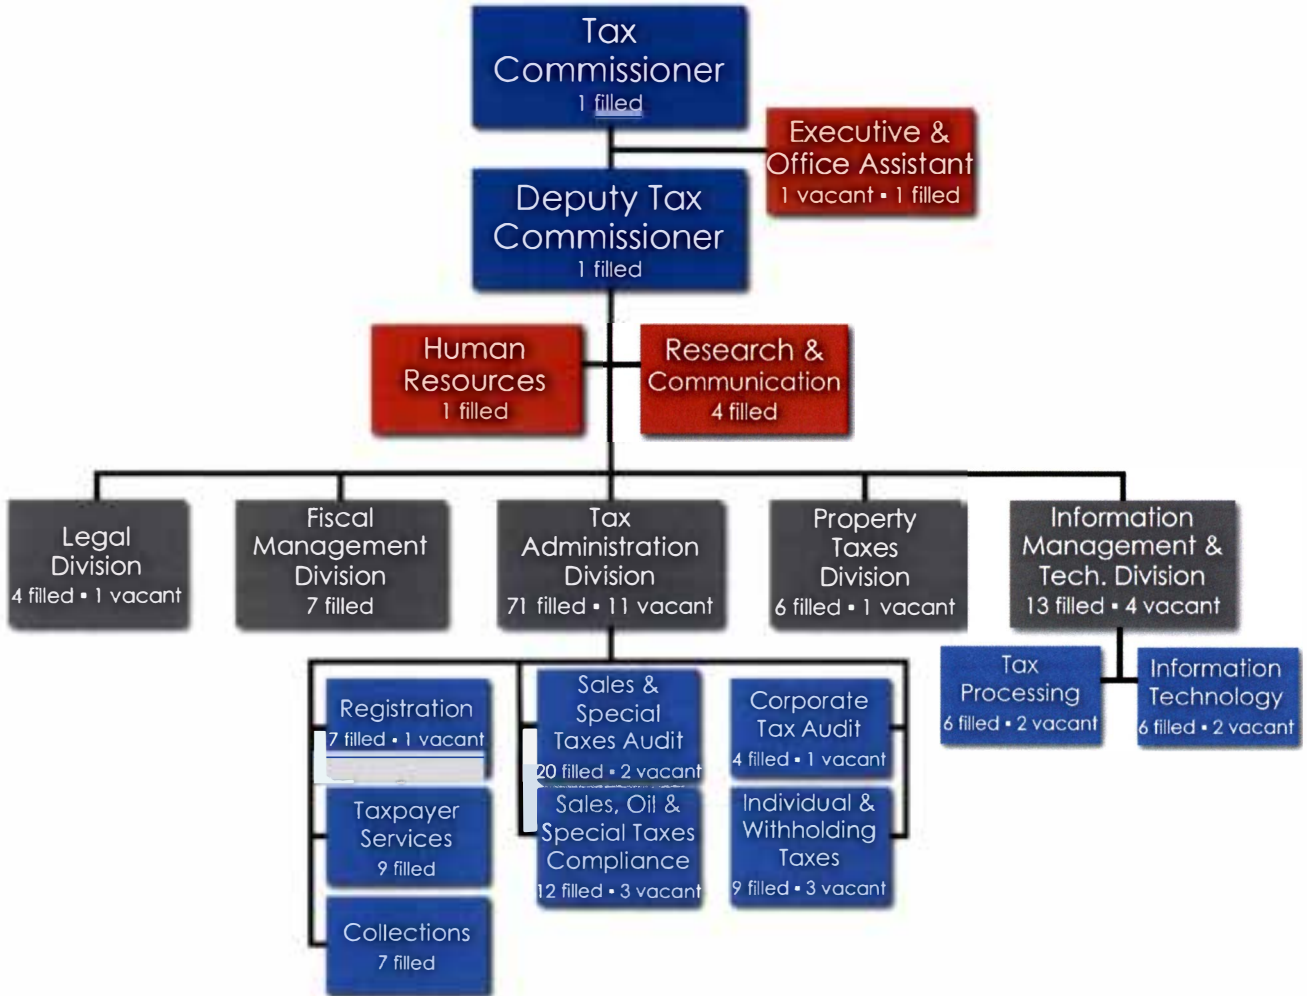 Tax
Commissioner
1 filled
Executive &
Office Assistant
1 vacant ▪ 1 filled
Deputy Tax
Commissioner
1 filled
Human
Resources
1 filled
Research &
Communication
4 filled
Legal
Division
4 filled ▪ 1 vacant
Fiscal
Management
Division
7 filled
Tax
Administration
Division
71 filled ▪ 11 vacant
Property
Taxes
Division
6 filled ▪ 1 vacant
Information
Management &
Tech. Division
13 filled ▪ 4 vacant
Registration
7 filled ▪ 1 vacant
Taxpayer
Services
9 filled
Collections
7 filled
Sales &
Special
Taxes Audit
20 filled ▪ 2 vacant
Sales, Oil &
Special Taxes
Compliance
12 filled ▪ 3 vacant
Corporate
Tax Audit
4 filled ▪ 1 vacant
Individual &
Withholding
Taxes
9 filled ▪ 3 vacant
Tax
Processing
6 filled ▪ 2 vacant
Information
Technology
6 filled ▪ 2 vacant